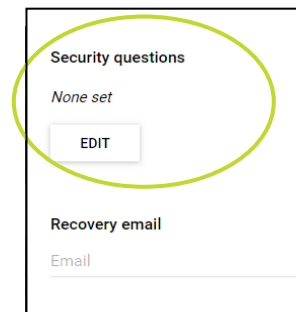 Security questions
None set
EDIT
Recovery email
Email